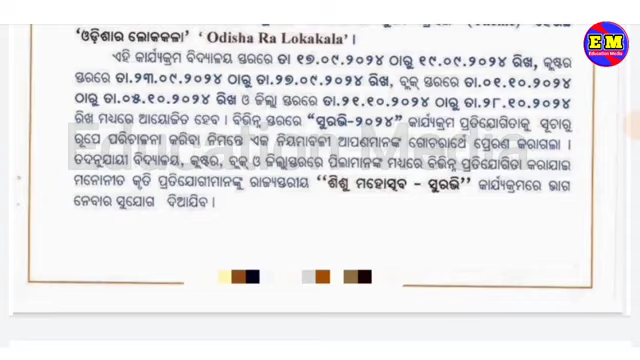 ‘ଓଡ଼ିଶାର ଲୋକକଳା’ ‘ Odisha Ra Lokakala’ ।
ଏହି କାର୍ଯ୍ୟକ୍ରମ ବିଦ୍ୟାଳୟ ସ୍ତରରେ ତା ୧୭.୦୯.୨୦୨୪ ଠାରୁ ୧୯.୦୯.୨୦୨୪ ରିଖ, କ୍ଲଷ୍ଟର
ସ୍ତରରେ ତା.୨୩.୦୯.୨୦୨୪ ଠାରୁ ତା.୨୭.୦୯.୨୦୨୪ ରିଖ, ବ୍ଲକ୍ ସ୍ତରରେ ତା.୦୧.୧୦.୨୦୨୪
ଠାରୁ ତା.୦୫.୧୦.୨୦୨୪ ରିଖ ଓ ଜିଲ୍ଲା ସ୍ତରରେ ତା.୨୧.୧୦.୨୦୨୪ ଠାରୁ ତା.୨୮.୧୦.୨୦୨୪
ରିଖ ମଧ୍ୟରେ ଆୟୋଜିତ ହେବ । ବିଭିନ୍ନ ସ୍ତରରେ “ସୁରଭି-୨୦୨୪” କାର୍ଯ୍ୟକ୍ରମ ପ୍ରତିଯୋଗିତାକୁ ସୂଚାରୁ
ରୂପେ ପରିଚାଳନା କରିବା ନିମନ୍ତେ ଏକ ନିୟମାବଳୀ ଆପଣମାନଙ୍କ ଗୋଚରାର୍ଥେ ପ୍ରେରଣ କରାଗଲା ।
ତଦନୁଯାୟୀ ବିଦ୍ୟାଳୟ, କ୍ଲଷ୍ଟର, ବ୍ଲକ୍ ଓ ଜିଲ୍ଲାସ୍ତରରେ ପିଲାମାନଙ୍କ ମଧ୍ୟରେ ବିଭିନ୍ନ ପ୍ରତିଯୋଗିତା କରାଯାଇ
ମନୋନୀତ କୃତି ପ୍ରତିଯୋଗୀମାନଙ୍କୁ ରାଜ୍ୟସ୍ତରୀୟ “ଶିଶୁ ମହୋତ୍ସବ - ସୁରଭି” କାର୍ଯ୍ୟକ୍ରମରେ ଭାଗ
ନେବାର ସୁଯୋଗ ଦିଆଯିବ ।
EM
Education Media
Education Media